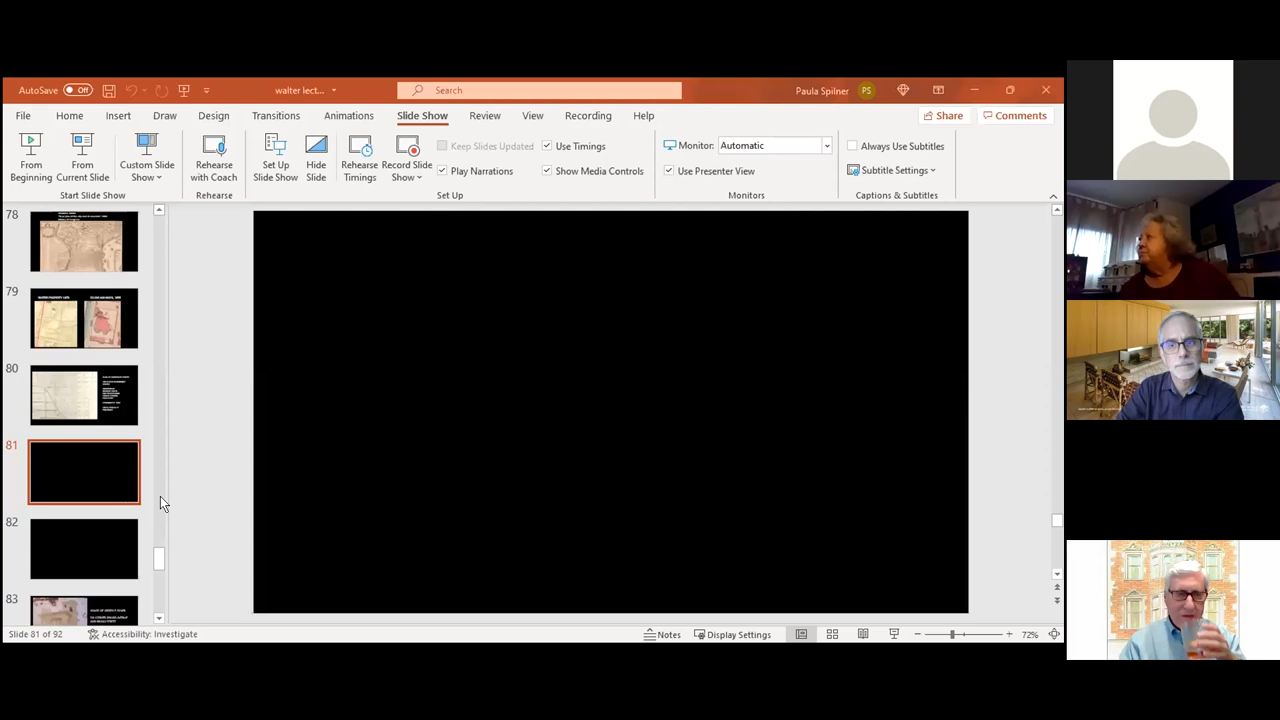 AutoSave Off walter lect... Search Paula Spilner PS
File Home Insert Draw Design Transitions Animations Slide Show Review View Recording Help Share Comments
From Beginning
From Current Slide
Custom Slide Show
Rehearse with Coach
Set Up Slide Show
Hide Slide
Rehearse Timings
Record Slide Show
Keep Slides Updated
Play Narrations
Use Timings
Show Media Controls
Monitor: Automatic
Use Presenter View
Always Use Subtitles
Subtitle Settings
Start Slide Show Rehearse Set Up Monitors Captions & Subtitles
78
79
80
81
82
83
Slide 81 of 92 Accessibility: Investigate Notes Display Settings 72%